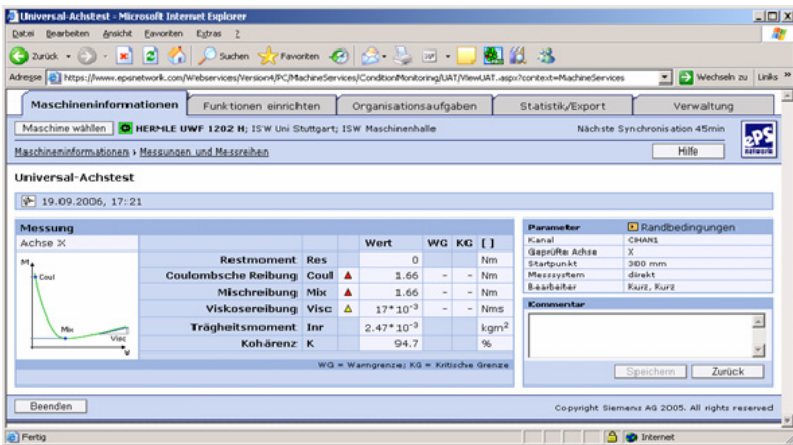 Universal-Achstest - Microsoft Internet Explorer
Datei Bearbeiten Ansicht Favoriten Extras ?
Zurück Suchen Favoriten
Adresse https://www.epsnetwork.com/Webservices/Version4/PC/MachineServices/ConditionMonitoring/UAT/ViewUAT.aspx?context=MachineServices Wechseln zu Links »
Maschineninformationen Funktionen einrichten Organisationsaufgaben Statistik/Export Verwaltung
Maschine wählen HERMLE UWF 1202 H; ISW Uni Stuttgart; ISW Maschinenhalle Nächste Synchronisation 45min
ePS network
Maschineninformationen › Messungen und Messreihen Hilfe
Universal-Achstest
19.09.2006, 17:21
Messung
Achse X Wert WG KG [ ]
Restmoment Res 0 Nm
Coulombsche Reibung Coul 1.66 - - Nm
Mischreibung Mix 1.66 - - Nm
Viskosereibung Visc 17*10-3 - - Nms
Trägheitsmoment Inr 2.47*10-3 kgm²
Kohärenz K 94.7 %
M
Coul
Mix
Visc
v
WG = Warngrenze; KG = Kritische Grenze
Parameter Randbedingungen
Kanal CHAN1
Geprüfte Achse X
Startpunkt 300 mm
Messsystem direkt
Bearbeiter Kurz, Kurz
Kommentar
Speichern Zurück
Beenden Copyright Siemens AG 2005. All rights reserved
Fertig Internet